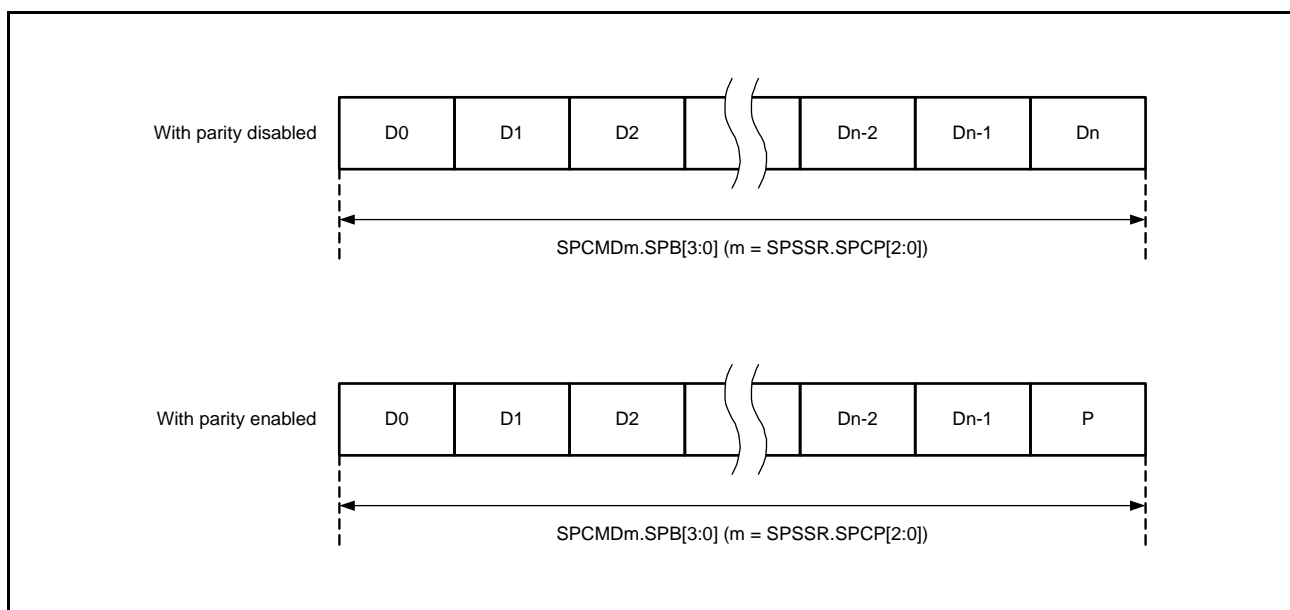 With parity disabled D0 D1 D2 Dn-2 Dn-1 Dn
SPCMDm.SPB[3:0] (m = SPSSR.SPCP[2:0])
With parity enabled D0 D1 D2 Dn-2 Dn-1 P
SPCMDm.SPB[3:0] (m = SPSSR.SPCP[2:0])